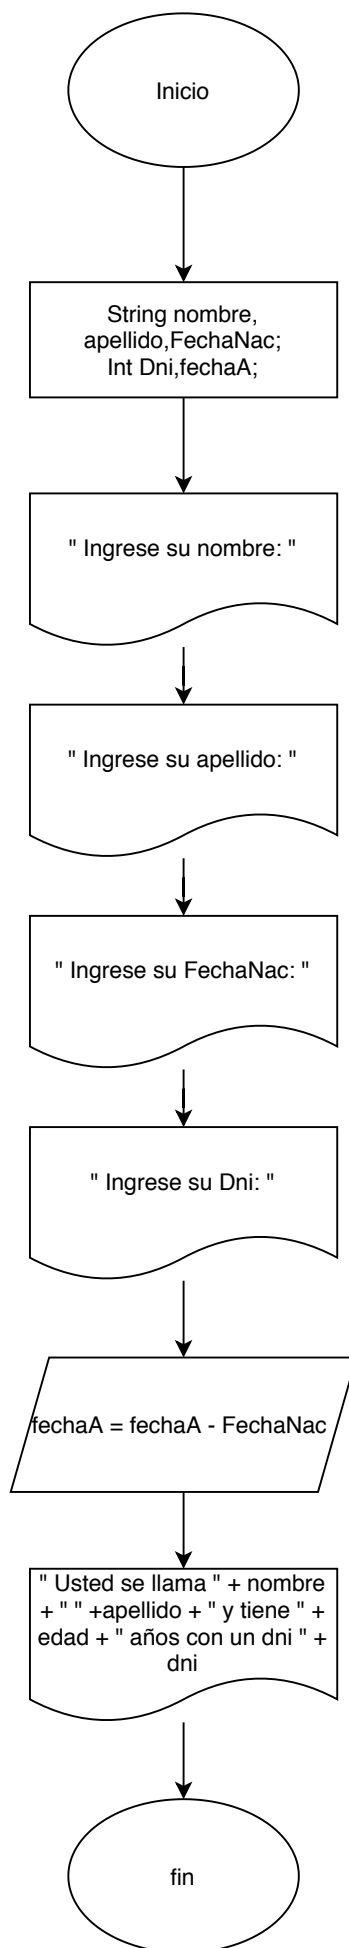 Inicio
String nombre,
apellido,FechaNac;
Int Dni,fechaA;
" Ingrese su nombre: "
" Ingrese su apellido: "
" Ingrese su FechaNac: "
" Ingrese su Dni: "
fechaA = fechaA - FechaNac
" Usted se llama " + nombre
+ " " +apellido + " y tiene " +
edad + " años con un dni " +
dni
fin